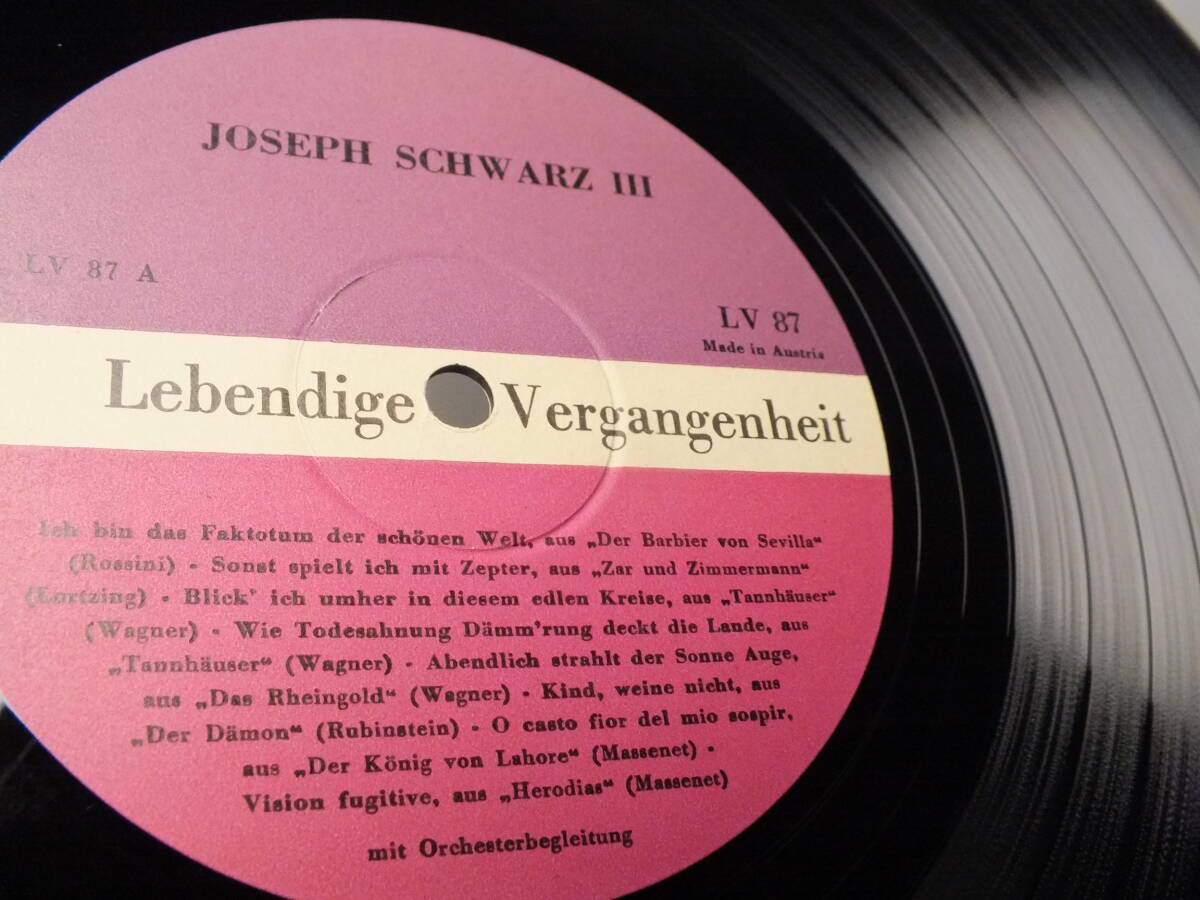 JOSEPH SCHWARZ III
LV 87 A
LV 87
Made in Austria
Lebendige Vergangenheit
Ich bin das Faktotum der schönen Welt, aus „Der Barbier von Sevilla“
(Rossini) - Sonst spielt ich mit Zepter, aus „Zar und Zimmermann“
(Lortzing) - Blick' ich umher in diesem edlen Kreise, aus „Tannhäuser“
(Wagner) - Wie Todesahnung Dämm'rung deckt die Lande, aus
„Tannhäuser“ (Wagner) - Abendlich strahlt der Sonne Auge,
aus „Das Rheingold“ (Wagner) - Kind, weine nicht, aus
„Der Dämon“ (Rubinstein) - O casto fior del mio sospir,
aus „Der König von Lahore“ (Massenet) -
Vision fugitive, aus „Herodias“ (Massenet)
mit Orchesterbegleitung